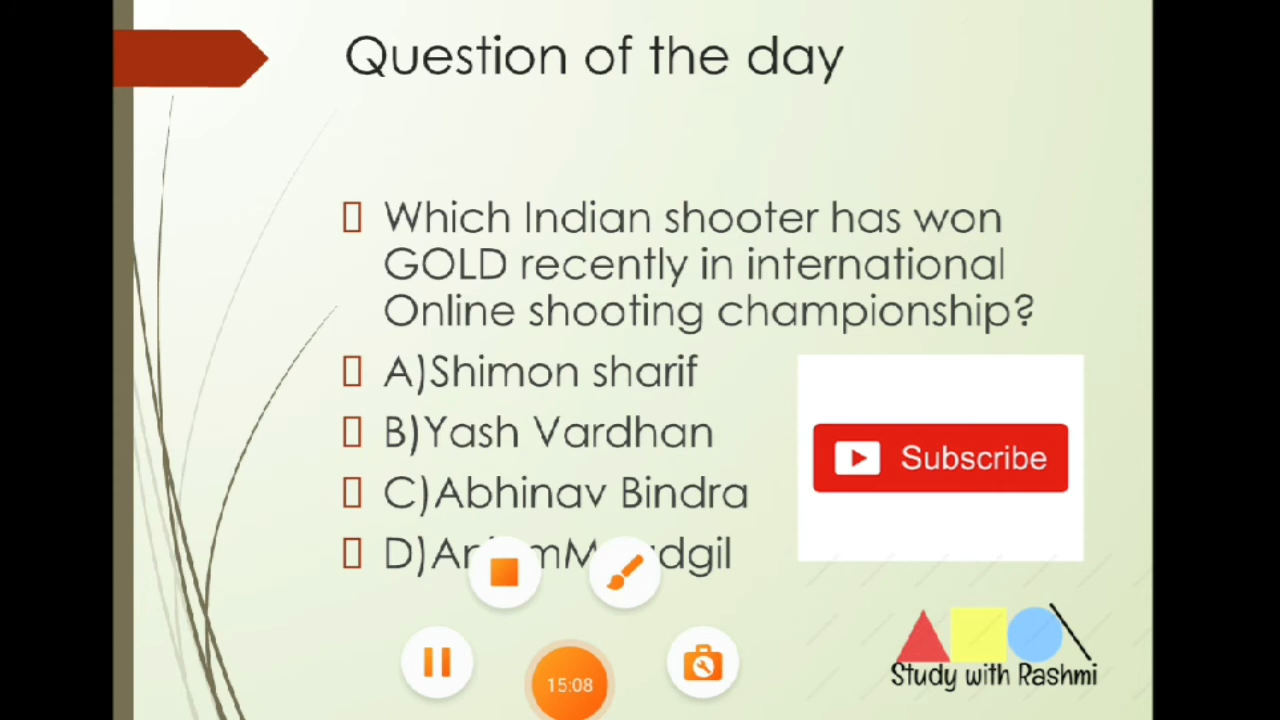 Question of the day
Which Indian shooter has won
GOLD recently in international
Online shooting championship?
A)Shimon sharif
B)Yash Vardhan
C)Abhinav Bindra
D)
Subscribe
15:08
Study with Rashmi